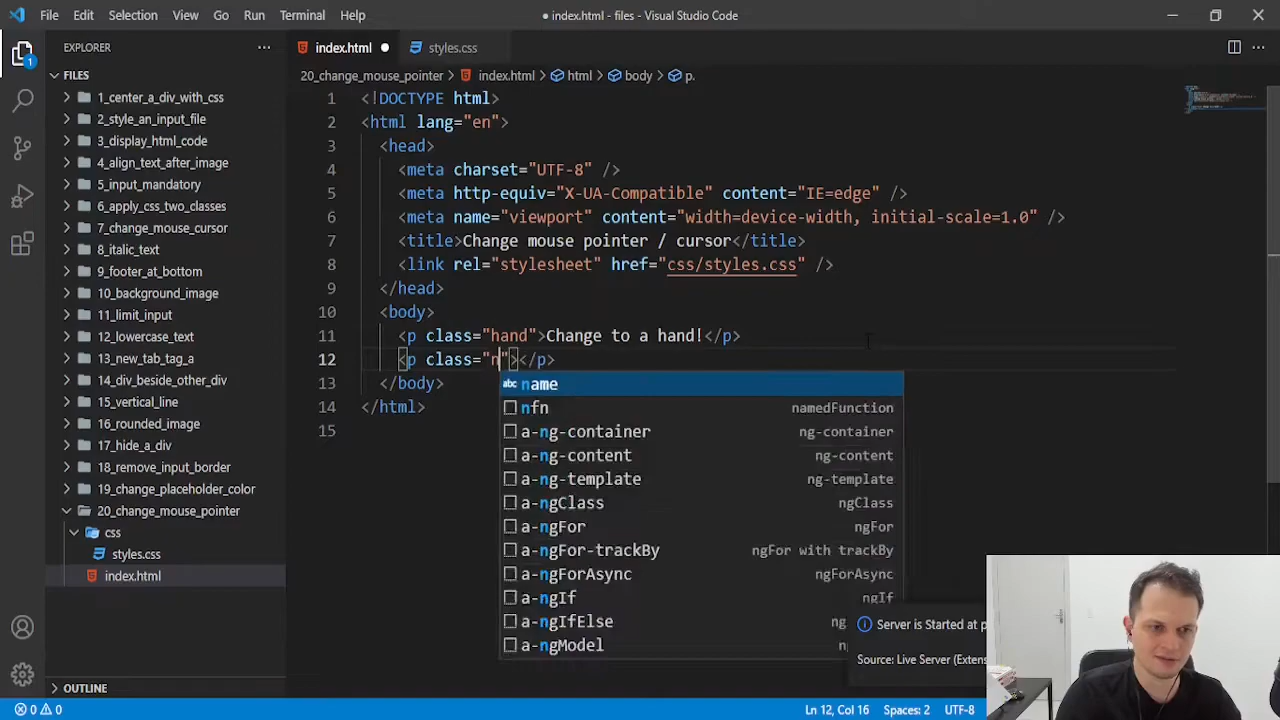 File Edit Selection View Go Run Terminal Help
● index.html - files - Visual Studio Code
EXPLORER
index.html
styles.css
1
FILES
20_change_mouse_pointer > index.html > html > body > p.
1_center_a_div_with_css
2_style_an_input_file
3_display_html_code
4_align_text_after_image
5_input_mandatory
6_apply_css_two_classes
7_change_mouse_cursor
8_italic_text
9_footer_at_bottom
10_background_image
11_limit_input
12_lowercase_text
13_new_tab_tag_a
14_div_beside_other_div
15_vertical_line
16_rounded_image
17_hide_a_div
18_remove_input_border
19_change_placeholder_color
20_change_mouse_pointer
css
styles.css
index.html
OUTLINE
1 <!DOCTYPE html>
2 <html lang="en">
3 <head>
4 <meta charset="UTF-8" />
5 <meta http-equiv="X-UA-Compatible" content="IE=edge" />
6 <meta name="viewport" content="width=device-width, initial-scale=1.0" />
7 <title>Change mouse pointer / cursor</title>
8 <link rel="stylesheet" href="css/styles.css" />
9 </head>
10 <body>
11 <p class="hand">Change to a hand!</p>
12 <p class="n"></p>
13 </body>
14 </html>
15
abc name
nfn namedFunction
a-ng-container ng-container
a-ng-content ng-content
a-ng-template ng-template
a-ngClass ngClass
a-ngFor ngFor
a-ngFor-trackBy ngFor with trackBy
a-ngForAsync ngForAsync
a-ngIf ngIf
a-ngIfElse ng
a-ngModel ng
Server is Started at p
Source: Live Server (Exten
0 0
Ln 12, Col 16 Spaces: 2 UTF-8